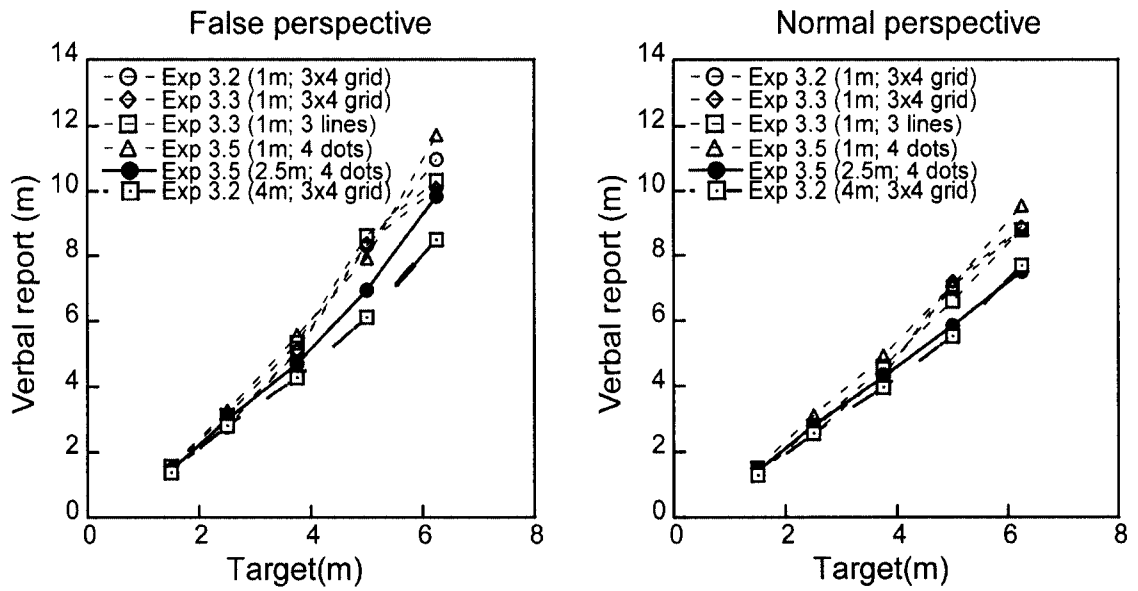 False perspective
14
12
10
8
6
4
2
0
Verbal report (m)
Exp 3.2 (1m; 3x4 grid)
Exp 3.3 (1m; 3x4 grid)
Exp 3.3 (1m; 3 lines)
Exp 3.5 (1m; 4 dots)
Exp 3.5 (2.5m; 4 dots)
Exp 3.2 (4m; 3x4 grid)
0 2 4 6 8
Target(m)
Normal perspective
14
12
10
8
6
4
2
0
Verbal report (m)
Exp 3.2 (1m; 3x4 grid)
Exp 3.3 (1m; 3x4 grid)
Exp 3.3 (1m; 3 lines)
Exp 3.5 (1m; 4 dots)
Exp 3.5 (2.5m; 4 dots)
Exp 3.2 (4m; 3x4 grid)
0 2 4 6 8
Target(m)